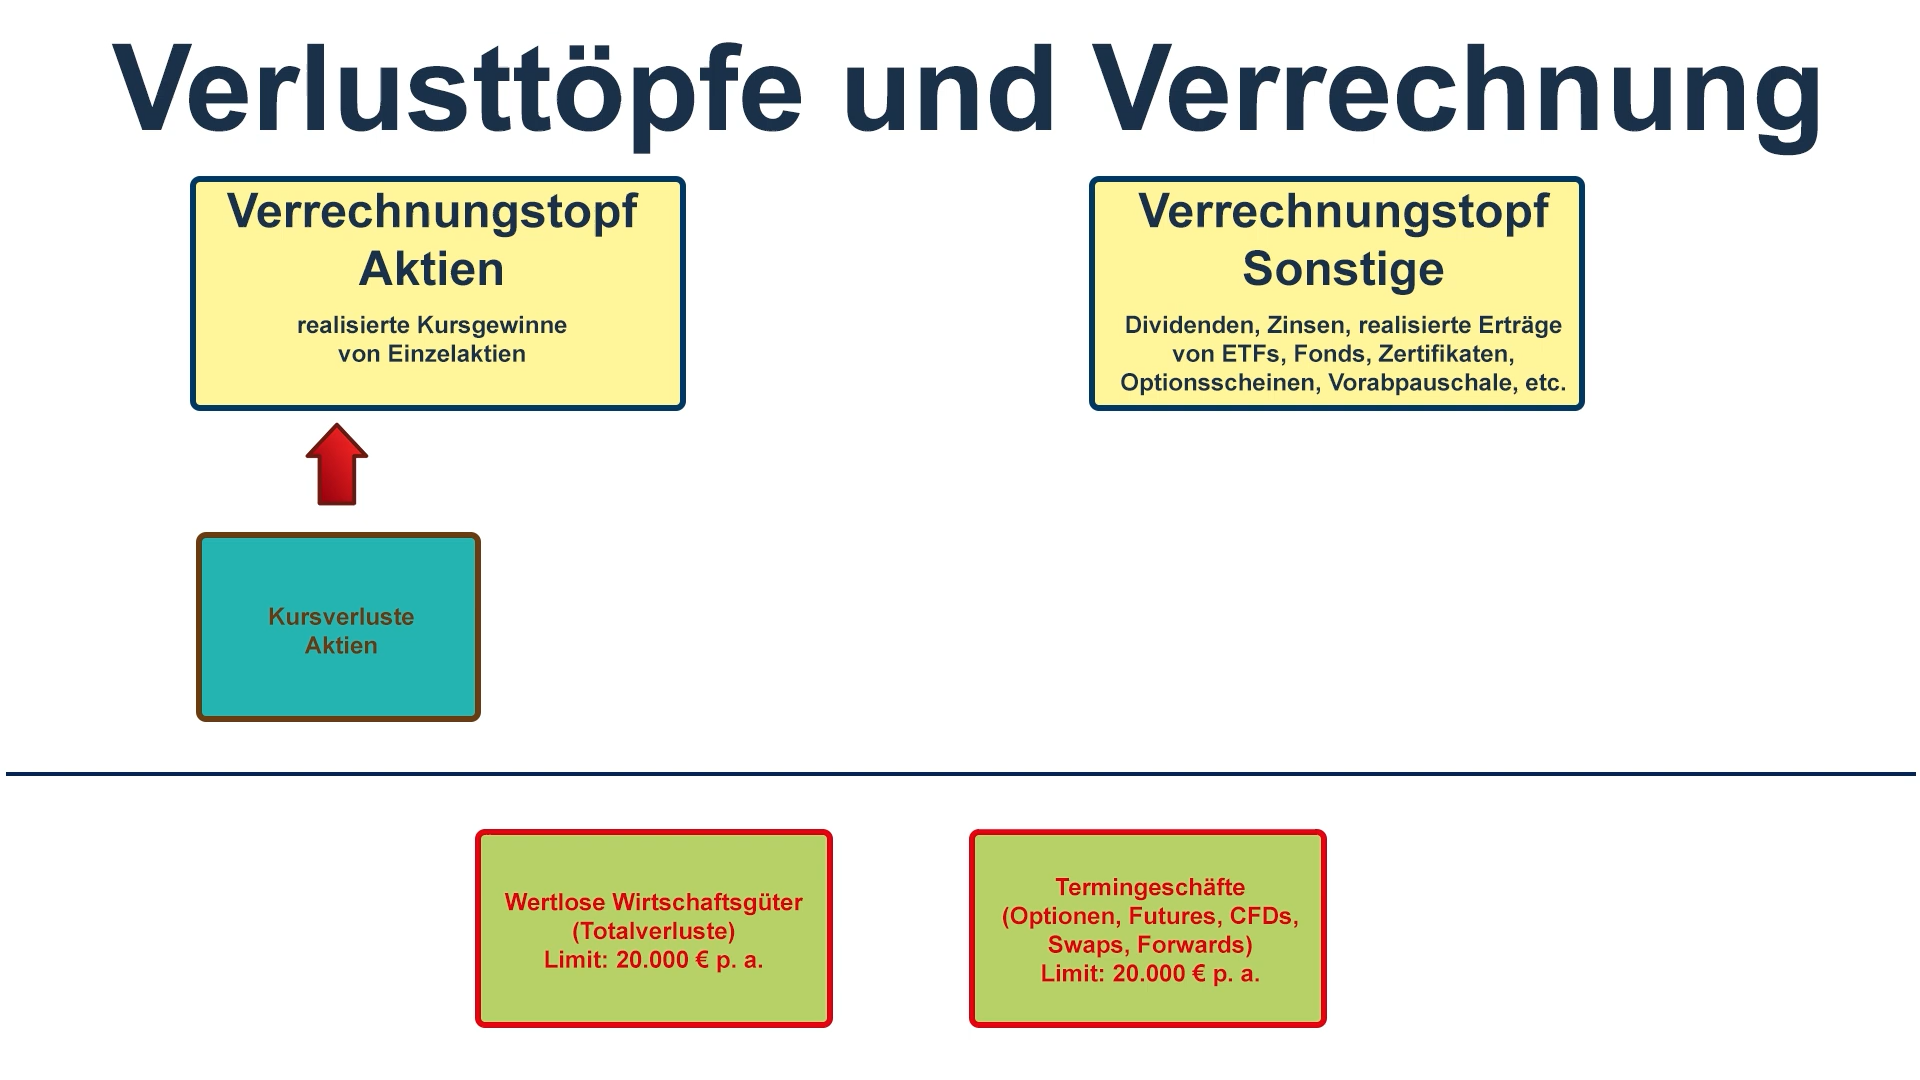 Verlusttöpfe und Verrechnung
Verrechnungstopf
Aktien
realisierte Kursgewinne
von Einzelaktien
Verrechnungstopf
Sonstige
Dividenden, Zinsen, realisierte Erträge
von ETFs, Fonds, Zertifikaten,
Optionsscheinen, Vorabpauschale, etc.
Kursverluste
Aktien
Wertlose Wirtschaftsgüter
(Totalverluste)
Limit: 20.000 € p. a.
Termingeschäfte
(Optionen, Futures, CFDs,
Swaps, Forwards)
Limit: 20.000 € p. a.